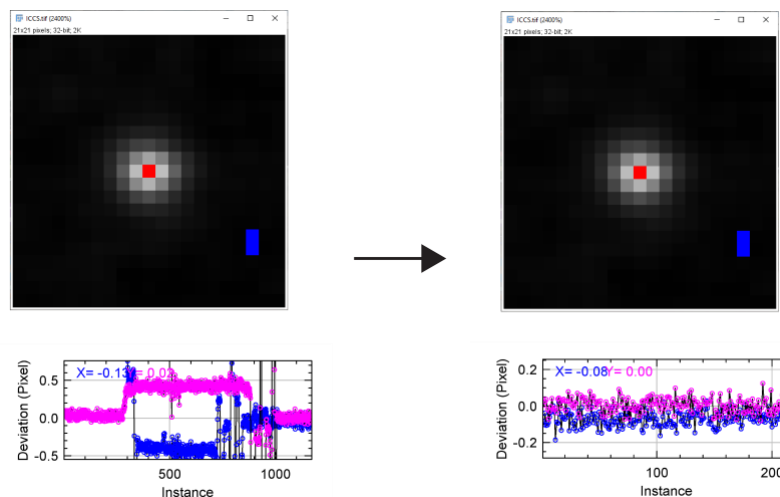 ICCS.tif (2400%)
21x21 pixels; 32-bit; 2K
ICCS.tif (2400%)
21x21 pixels; 32-bit; 2K
X= -0.13
Y= 0.02
0.5
0.0
-0.5
Deviation (Pixel)
500
1000
Instance
X= -0.08
Y= 0.00
0.2
0.0
-0.2
Deviation (Pixel)
100
200
Instance